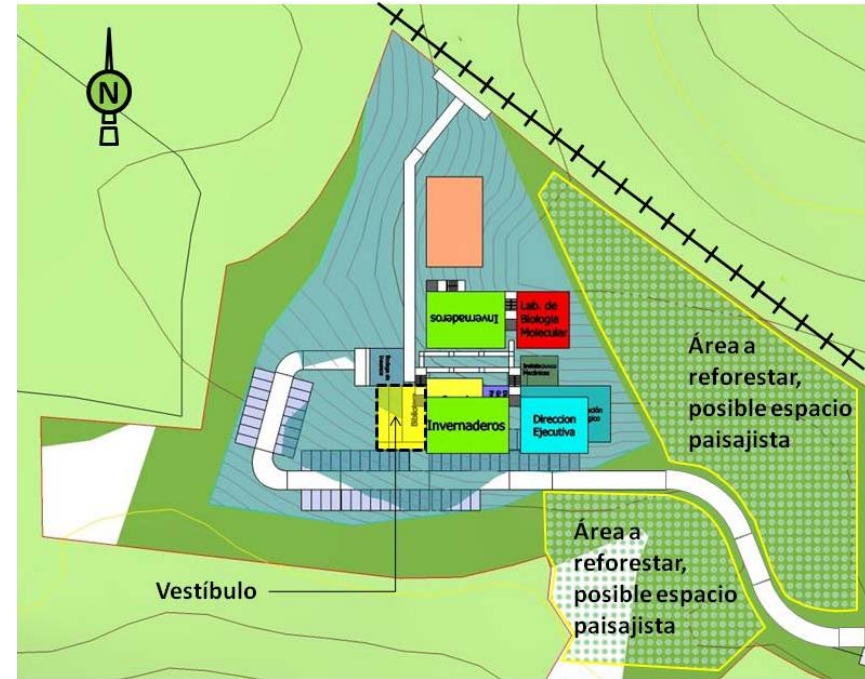 N
Invernaderos
Lab. de
Biología
Molecular
Área a
reforestar,
posible espacio
paisajista
Invernaderos
Direccion
Ejecutiva
Área a
reforestar,
posible espacio
paisajista
Vestíbulo